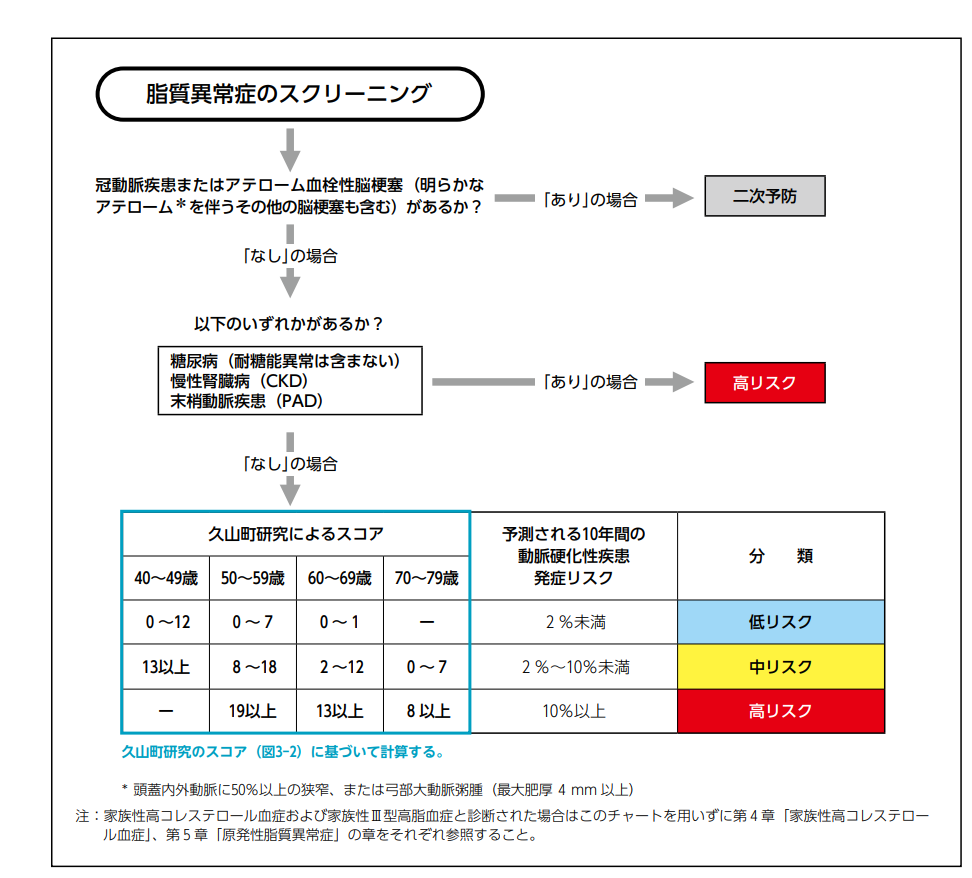 脂質異常症のスクリーニング
冠動脈疾患またはアテローム血栓性脳梗塞（明らかな
アテローム＊を伴うその他の脳梗塞も含む）があるか？
「あり」の場合
二次予防
「なし」の場合
以下のいずれかがあるか？
糖尿病（耐糖能異常は含まない）
慢性腎臓病（CKD）
末梢動脈疾患（PAD）
「あり」の場合
高リスク
「なし」の場合
久山町研究によるスコア
予測される10年間の
動脈硬化性疾患
発症リスク
分　類
40～49歳 50～59歳 60～69歳 70～79歳
0～12 0～7 0～1 ー 2％未満 低リスク
13以上 8～18 2～12 0～7 2％～10％未満 中リスク
ー 19以上 13以上 8以上 10％以上 高リスク
久山町研究のスコア（図3-2）に基づいて計算する。
* 頭蓋内外動脈に50％以上の狭窄、または弓部大動脈粥腫（最大肥厚 4 mm 以上）
注：家族性高コレステロール血症および家族性Ⅲ型高脂血症と診断された場合はこのチャートを用いずに第4章「家族性高コレステロー
ル血症」、第5章「原発性脂質異常症」の章をそれぞれ参照すること。